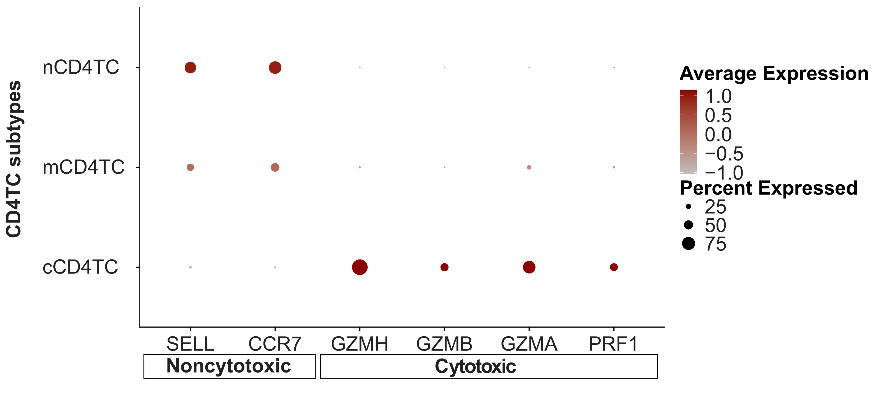 CD4TC subtypes
nCD4TC
mCD4TC
cCD4TC
SELL CCR7 GZMH GZMB GZMA PRF1
Noncytotoxic Cytotoxic
Average Expression
1.0
0.5
0.0
−0.5
−1.0
Percent Expressed
25
50
75